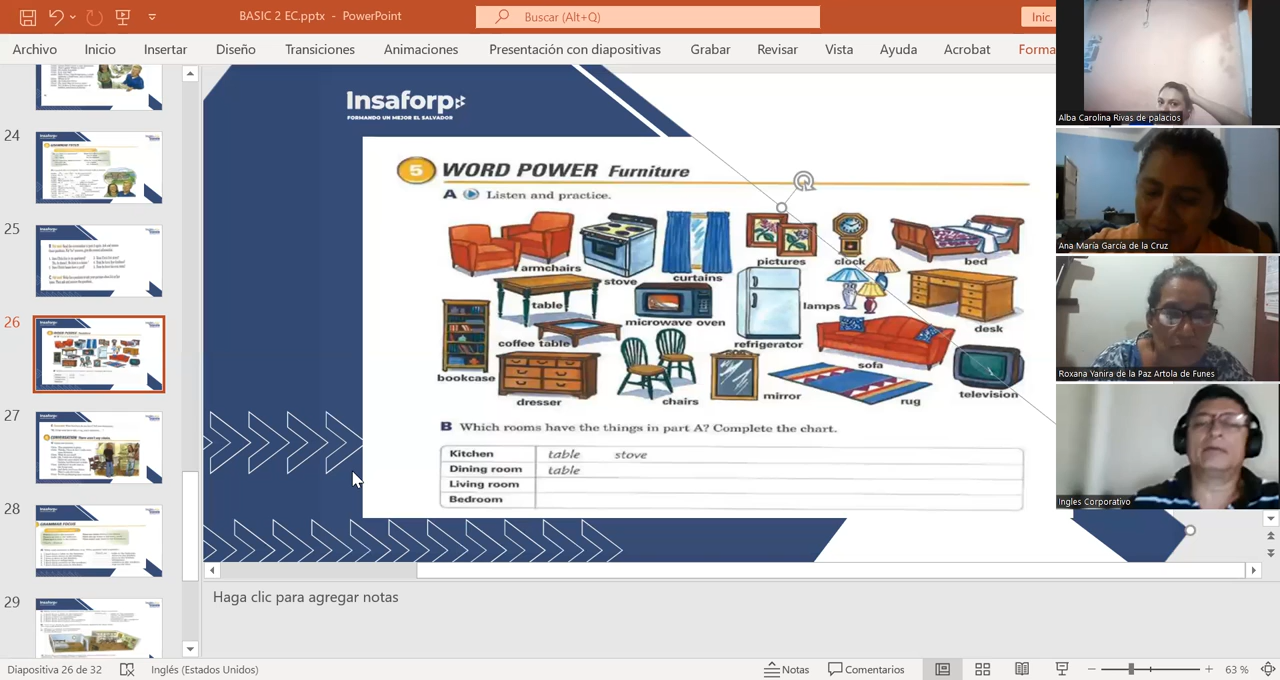 BASIC 2 EC.pptx - PowerPoint
Buscar (Alt+Q)
Inic.
Archivo Inicio Insertar Diseño Transiciones Animaciones Presentación con diapositivas Grabar Revisar Vista Ayuda Acrobat Forma
24
25
26
27
28
29
Insaforp
FORMANDO UN MEJOR EL SALVADOR
5 WORD POWER Furniture
A Listen and practice.
armchairs
stove
curtains
pictures
clock
bed
table
microwave oven
lamps
desk
coffee table
refrigerator
sofa
bookcase
dresser
chairs
mirror
rug
television
B Which rooms have the things in part A? Complete the chart.
Kitchen table stove
Dining room table
Living room
Bedroom
Alba Carolina Rivas de palacios
Ana María García de la Cruz
Roxana Yanira de la Paz Artola de Funes
Ingles Corporativo
Haga clic para agregar notas
Diapositiva 26 de 32 Inglés (Estados Unidos) Notas Comentarios 63 %